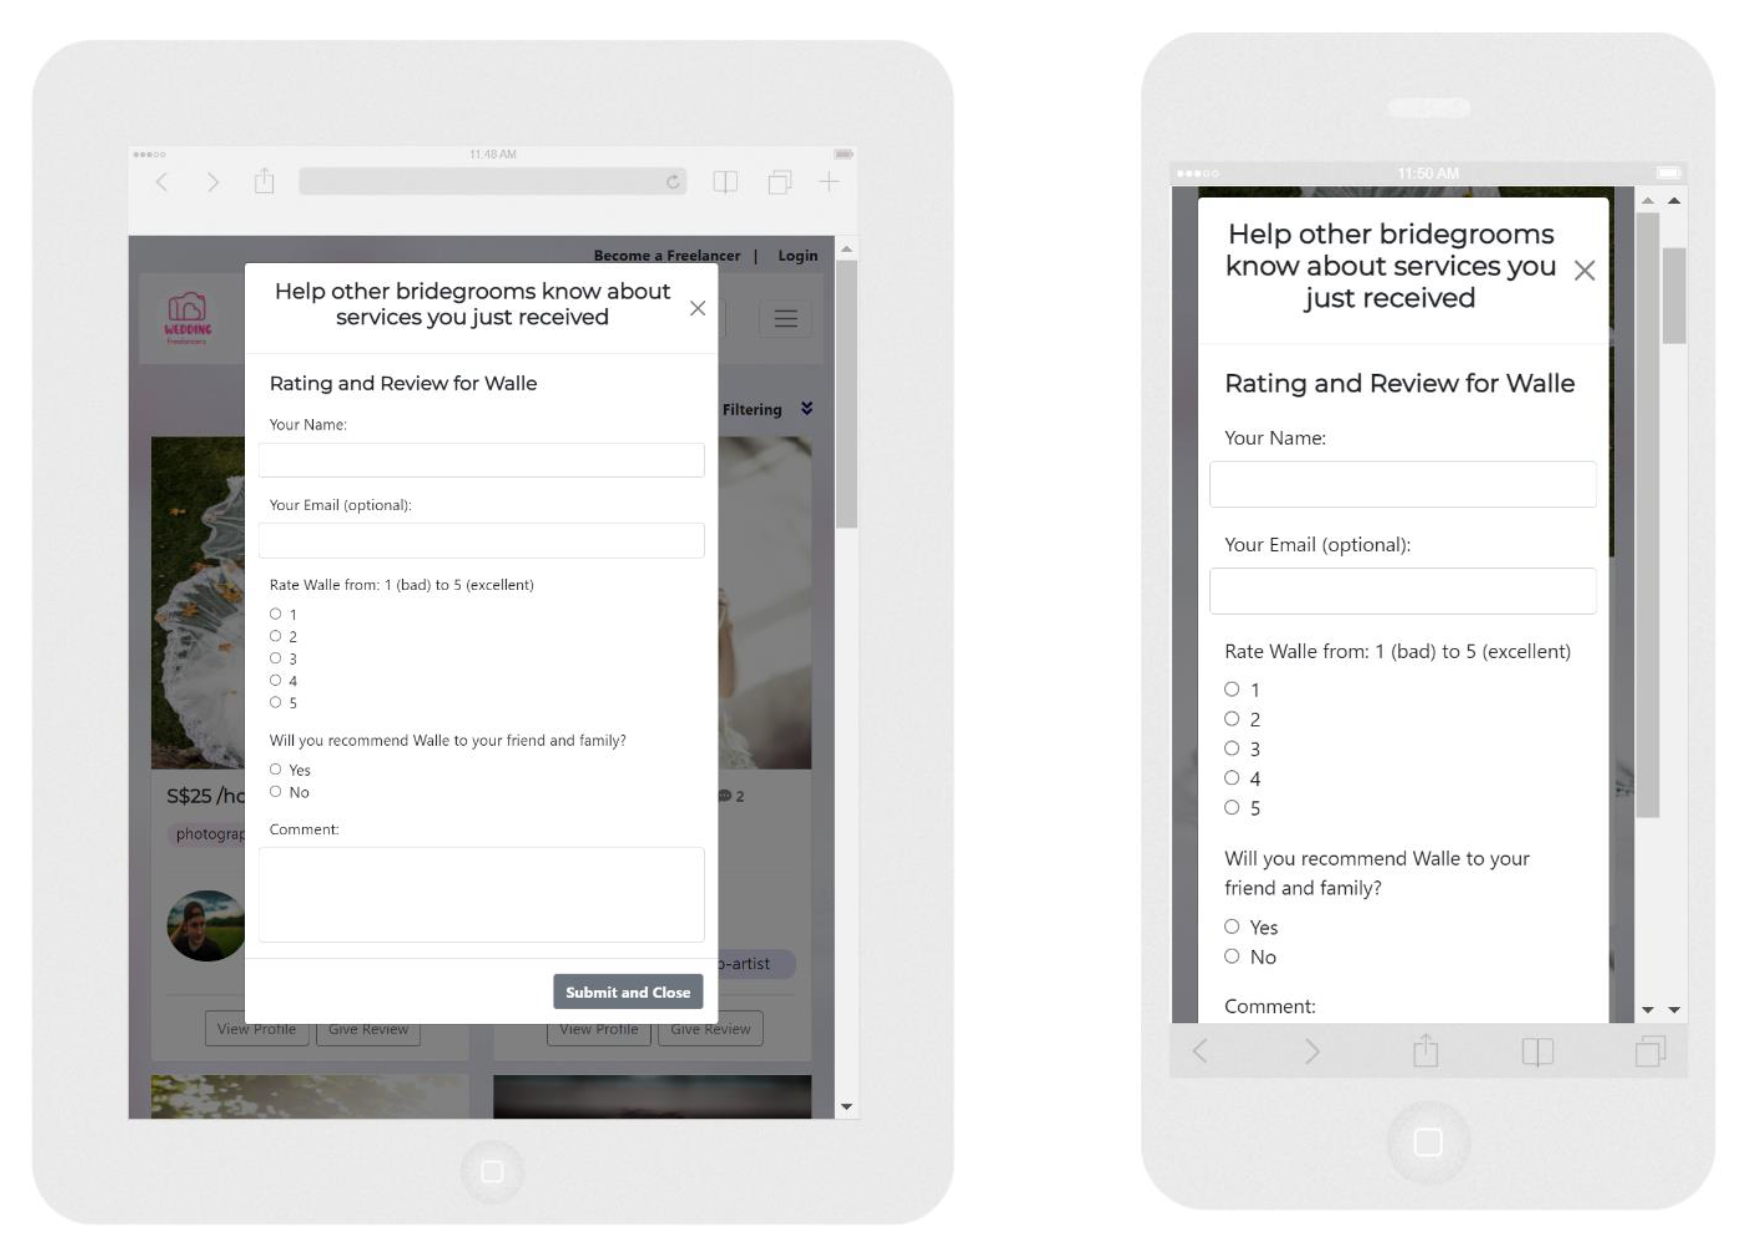 11:48 AM
Become a Freelancer | Login
WEDDING
freelancers
Help other bridegrooms know about
services you just received
Filtering
Rating and Review for Walle
Your Name:
Your Email (optional):
Rate Walle from: 1 (bad) to 5 (excellent)
1
2
3
4
5
Will you recommend Walle to your friend and family?
Yes
No
S$25 /ho
2
photograp
Comment:
p-artist
Submit and Close
View Profile
Give Review
View Profile
Give Review
11:50 AM
Help other bridegrooms
know about services you
just received
Rating and Review for Walle
Your Name:
Your Email (optional):
Rate Walle from: 1 (bad) to 5 (excellent)
1
2
3
4
5
Will you recommend Walle to your
friend and family?
Yes
No
Comment: